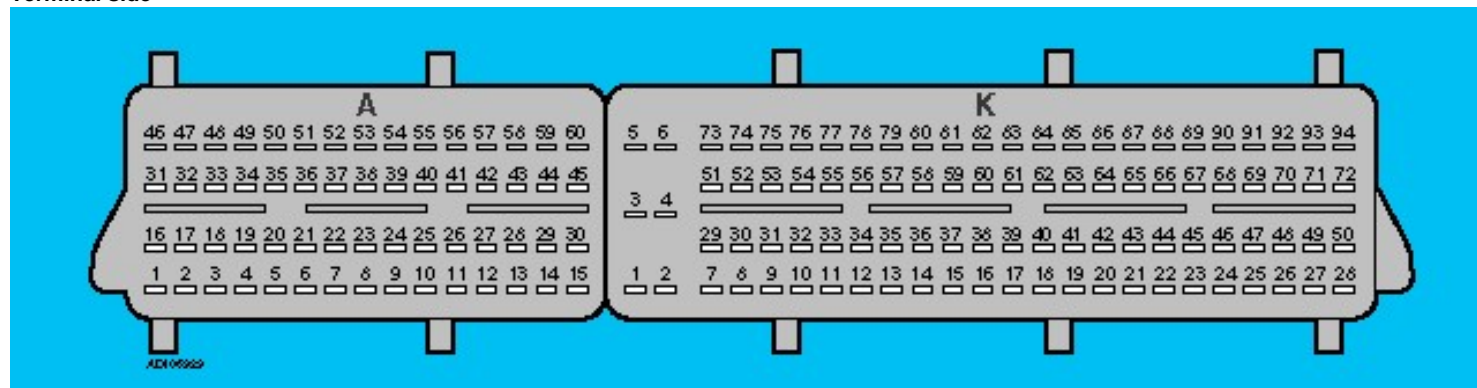 Terminal Side
A K
46 47 48 49 50 51 52 53 54 55 56 57 58 59 60 5 6 73 74 75 76 77 78 79 80 81 82 83 84 85 86 87 88 89 90 91 92 93 94
31 32 33 34 35 36 37 38 39 40 41 42 43 44 45 51 52 53 54 55 56 57 58 59 60 61 62 63 64 65 66 67 68 69 70 71 72
3 4
16 17 18 19 20 21 22 23 24 25 26 27 28 29 30 29 30 31 32 33 34 35 36 37 38 39 40 41 42 43 44 45 46 47 48 49 50
1 2 3 4 5 6 7 8 9 10 11 12 13 14 15 1 2 7 8 9 10 11 12 13 14 15 16 17 18 19 20 21 22 23 24 25 26 27 28